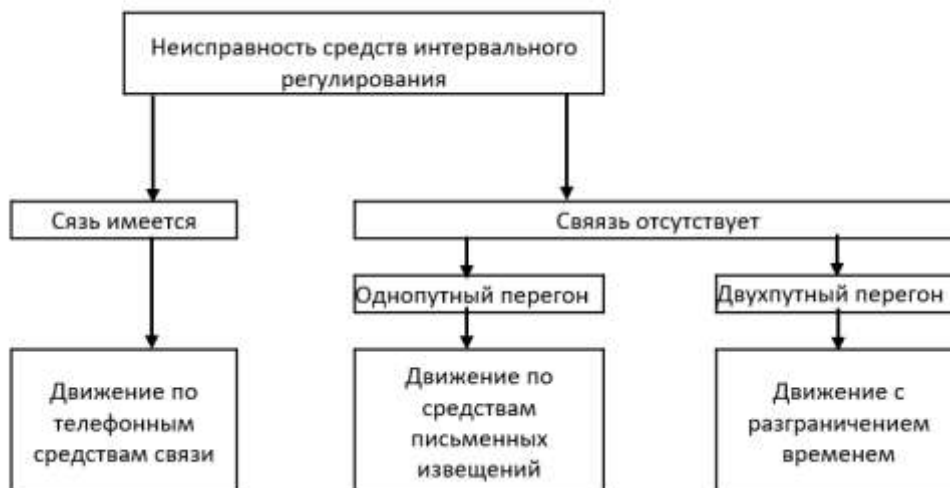 Неисправность средств интервального
регулирования
Сязь имеется
Свяязь отсутствует
Однопутный перегон
Двухпутный перегон
Движение по
телефонным
средствам связи
Движение по
средствам
письменных
извещений
Движение с
разграничением
временем